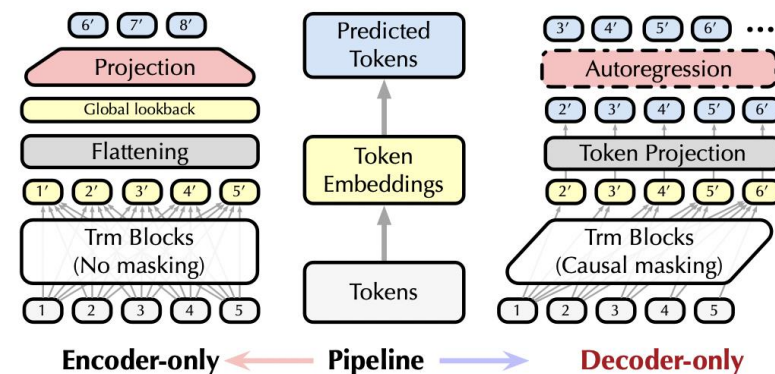 6′ 7′ 8′
Projection
Global lookback
Flattening
1′ 2′ 3′ 4′ 5′
Trm Blocks
(No masking)
1 2 3 4 5
Encoder-only
Predicted
Tokens
Token
Embeddings
Tokens
Pipeline
3′ 4′ 5′ 6′ •••
Autoregression
2′ 3′ 4′ 5′ 6′
Token Projection
2′ 3′ 4′ 5′ 6′
Trm Blocks
(Causal masking)
1 2 3 4 5
Decoder-only